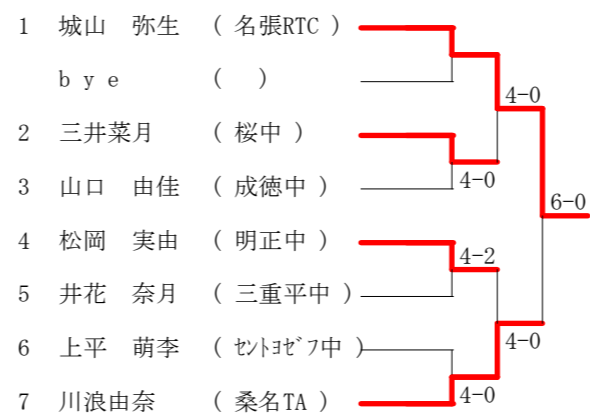 1 城山 弥生 ( 名張RTC )
bye ( )
4-0
2 三井菜月 ( 桜中 )
3 山口 由佳 ( 成徳中 )
4-0
6-0
4 松岡 実由 ( 明正中 )
4-2
5 井花 奈月 ( 三重平中 )
6 上平 萌李 ( セントヨゼフ中 )
4-0
7 川浪由奈 ( 桑名TA )
4-0